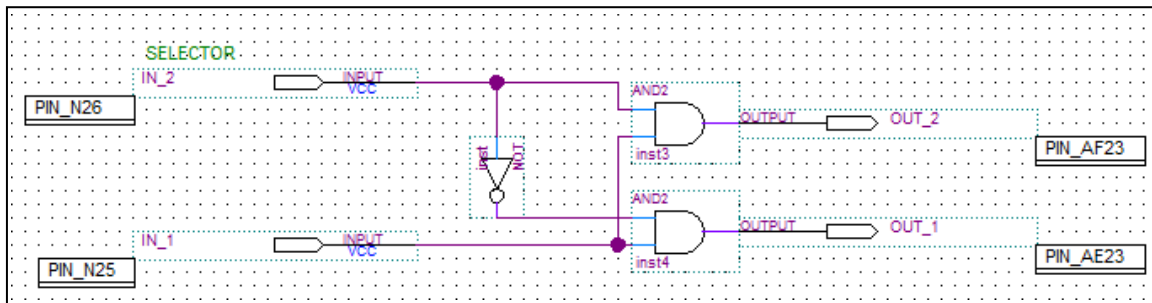 SELECTOR
IN_2
INPUT
VCC
PIN_N26
AND2
inst3
OUTPUT
OUT_2
PIN_AF23
inst
NOT
AND2
inst4
OUTPUT
OUT_1
PIN_AE23
IN_1
INPUT
VCC
PIN_N25